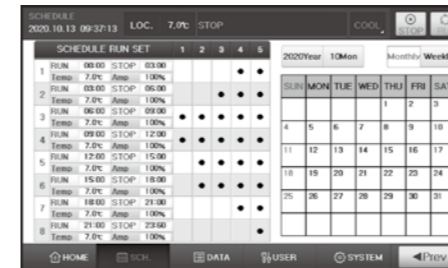 SCHEDULE
2020.10.13 09:37:13 LOC. 7.0℃ STOP COOL STOP
SCHEDULE RUN SET 1 2 3 4 5
1 RUN 00:00 STOP 03:00
Temp 7.0℃ Amp 100%
2 RUN 03:00 STOP 06:00
Temp 7.0℃ Amp 100%
3 RUN 06:00 STOP 09:00
Temp 7.0℃ Amp 100%
4 RUN 09:00 STOP 12:00
Temp 7.0℃ Amp 100%
5 RUN 12:00 STOP 15:00
Temp 7.0℃ Amp 100%
6 RUN 15:00 STOP 18:00
Temp 7.0℃ Amp 100%
7 RUN 18:00 STOP 21:00
Temp 7.0℃ Amp 100%
8 RUN 21:00 STOP 23:60
Temp 7.0℃ Amp 100%
2020Year 10Mon Monthly Weekl
SUN MON TUE WED THU FRI SAT
1 2 3
4 5 6 7 8 9 10
11 12 13 14 15 16 17
18 19 20 21 22 23 24
25 26 27 28 29 30 31
HOME SCH. DATA USER SYSTEM Prev